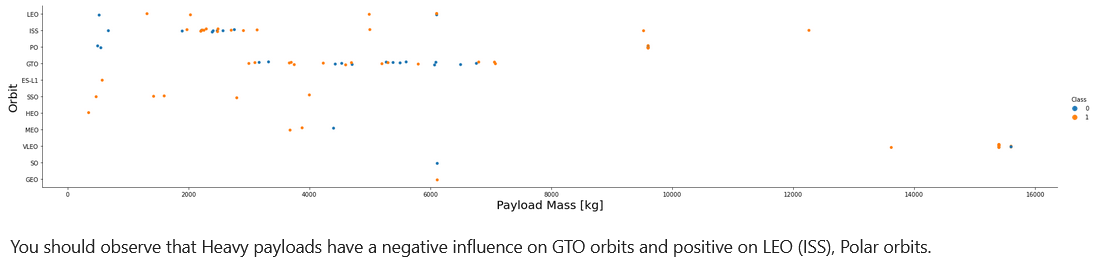 LEO
ISS
PO
GTO
ES-L1
SSO
HEO
MEO
VLEO
SO
GEO
Orbit
0 2000 4000 6000 8000 10000 12000 14000 16000
Payload Mass [kg]
Class
0
1
You should observe that Heavy payloads have a negative influence on GTO orbits and positive on LEO (ISS), Polar orbits.